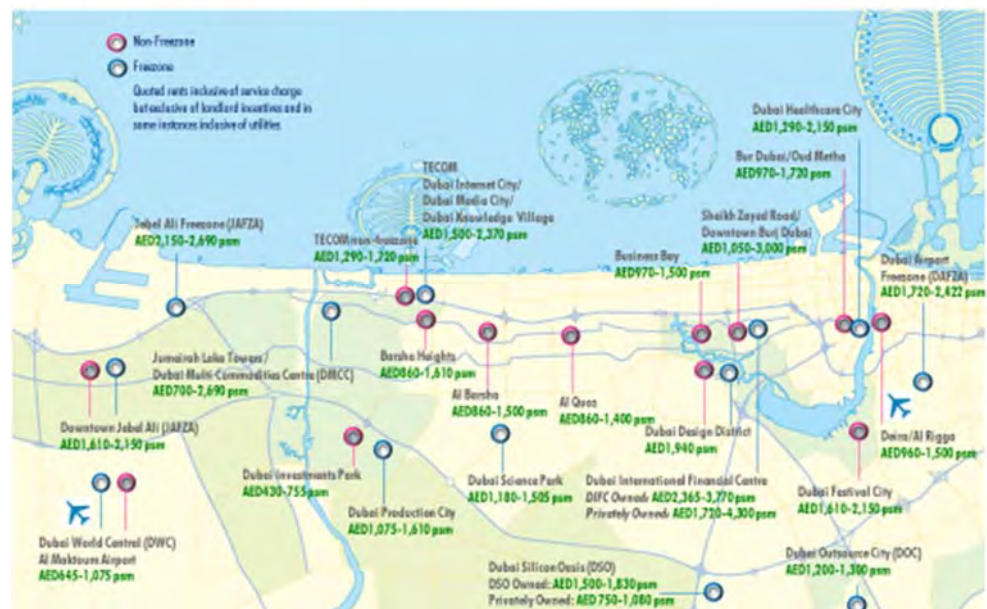 Non-Freezone
Freezone
Quoted rents inclusive of service charge
but exclusive of landlord incentives and in
some instances inclusive of utilities
Dubai Healthcare City
AED1,290-2,150 psm
Bur Dubai/Oud Metha
AED970-1,720 psm
TECOM
Dubai Internet City/
Dubai Media City/
Dubai Knowledge Village
AED1,500-2,370 psm
Jebel Ali Freezone (JAFZA)
AED2,150-2,690 psm
TECOM non-freezone
AED1,290-1,720 psm
Sheikh Zayed Road/
Downtown Burj Dubai
AED1,050-3,000 psm
Business Bay
AED970-1,500 psm
Dubai Airport
Freezone (DAFZA)
AED1,720-2,422 psm
Jumeirah Lake Towers/
Dubai Multi-Commodities Centre (DMCC)
AED700-2,690 psm
Barsha Heights
AED860-1,610 psm
Al Barsha
AED860-1,500 psm
Al Quoz
AED860-1,400 psm
Downtown Jebel Ali (JAFZA)
AED1,610-2,150 psm
Dubai Design District
AED1,940 psm
Deira/Al Rigga
AED960-1,500 psm
Dubai Investments Park
AED430-755 psm
Dubai Science Park
AED1,180-1,505 psm
Dubai International Financial Centre
DIFC Owned: AED2,365-3,770 psm
Privately Owned: AED1,720-4,300 psm
Dubai Festival City
AED1,610-2,150 psm
Dubai Production City
AED1,075-1,610 psm
Dubai World Central (DWC)
Al Maktoum Airport
AED645-1,075 psm
Dubai Outsource City (DOC)
AED1,200-1,300 psm
Dubai Silicon Oasis (DSO)
DSO Owned: AED1,500-1,830 psm
Privately Owned: AED 750-1,080 psm